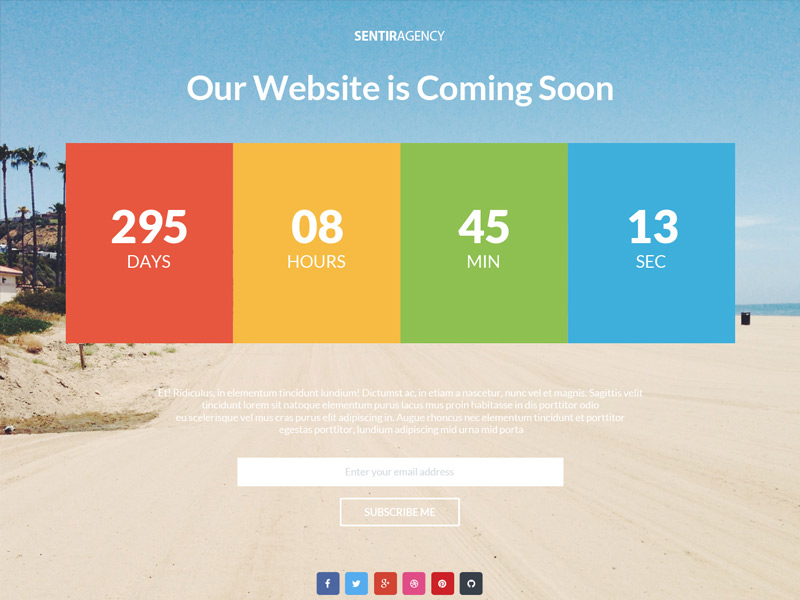 SENTIRAGENCY
Our Website is Coming Soon
295
DAYS
08
HOURS
45
MIN
13
SEC
Et! Ridiculus, in elementum tincidunt lundium! Dictumst ac, in etiam a nascetur, nunc vel et magnis. Sagittis velit
tincidunt lorem sit natoque elementum purus lacus mus proin habitasse in dis porttitor odio
eu scelerisque vel mus cras purus elit adipiscing in. Augue rhoncus nec elementum tincidunt et porttitor
egestas porttitor, lundium adipiscing mid urna mid porta
Enter your email address
SUBSCRIBE ME